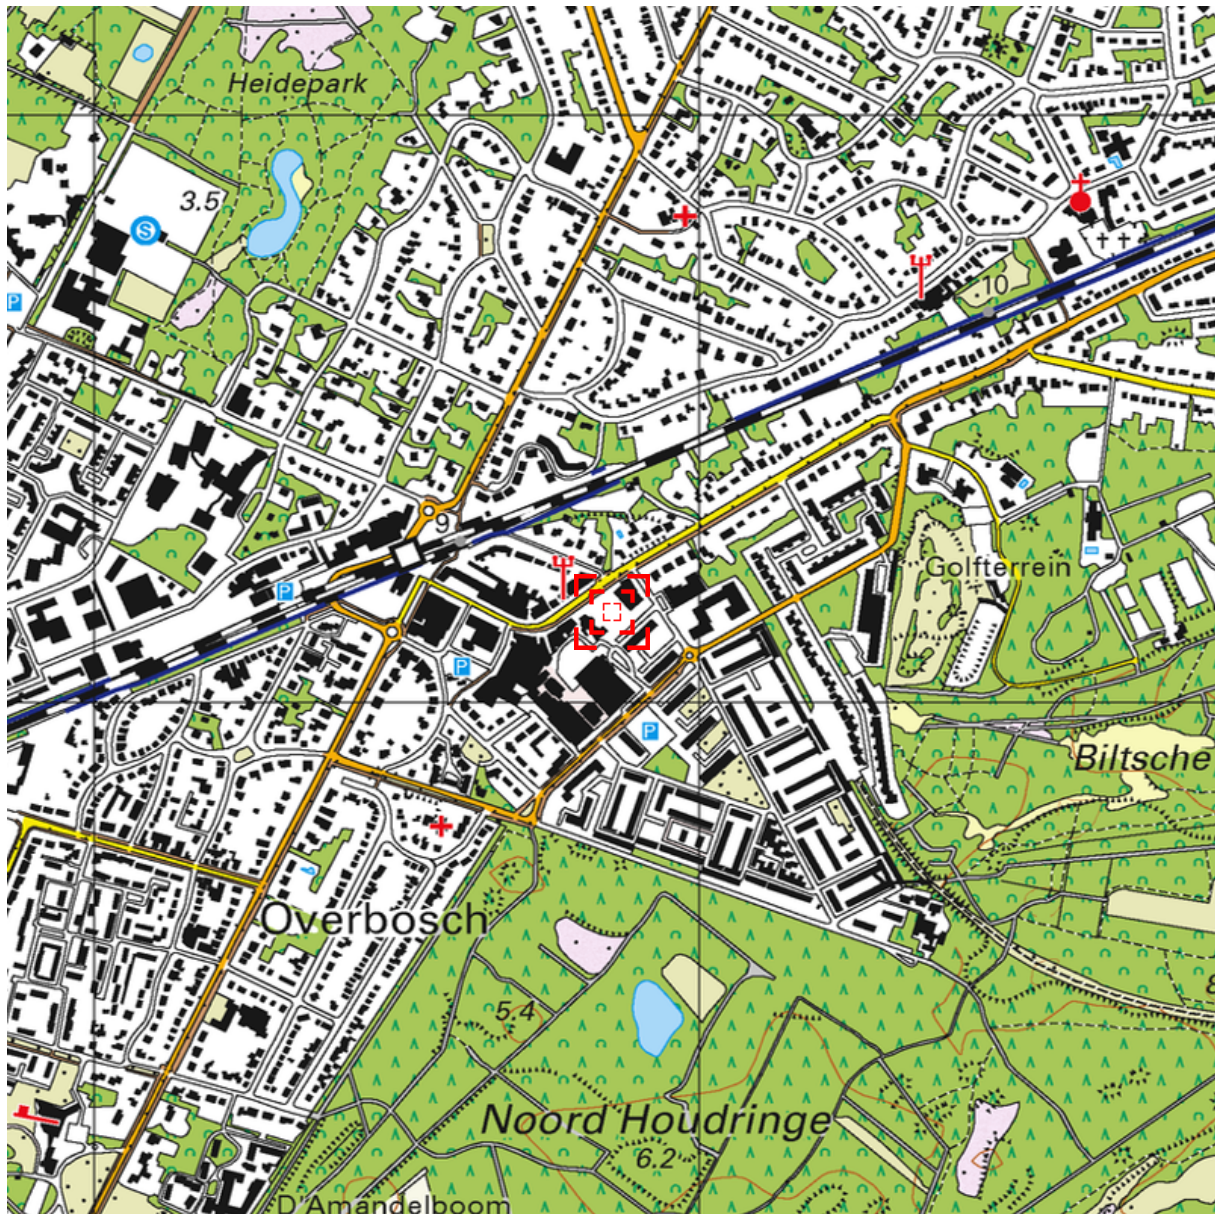 Heidepark
3.5
S
P
10
9
P
Golfterrein
P
P
Biltsche
Overbosch
5.4
Noord Houdringe
6.2
D'Amandelboom